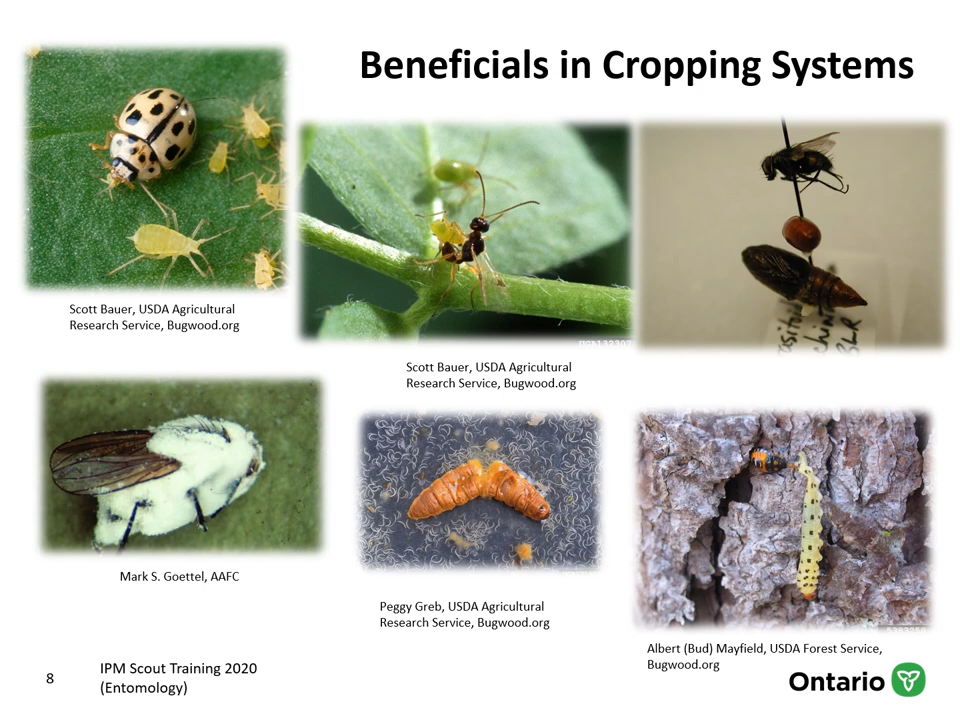 Beneficials in Cropping Systems
Scott Bauer, USDA Agricultural
Research Service, Bugwood.org
Scott Bauer, USDA Agricultural
Research Service, Bugwood.org
Mark S. Goettel, AAFC
Peggy Greb, USDA Agricultural
Research Service, Bugwood.org
Albert (Bud) Mayfield, USDA Forest Service,
Bugwood.org
8
IPM Scout Training 2020
(Entomology)
Ontario